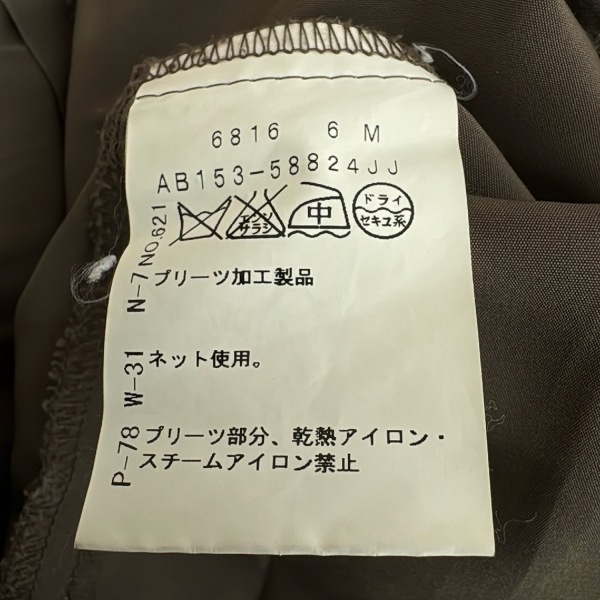 6816 6 M
AB153-58824JJ
NO.621
エンソ
サラシ
中
ドライ
セキユ系
N-7 プリーツ加工製品
W-31 ネット使用。
P-78 プリーツ部分、乾熱アイロン・
スチームアイロン禁止